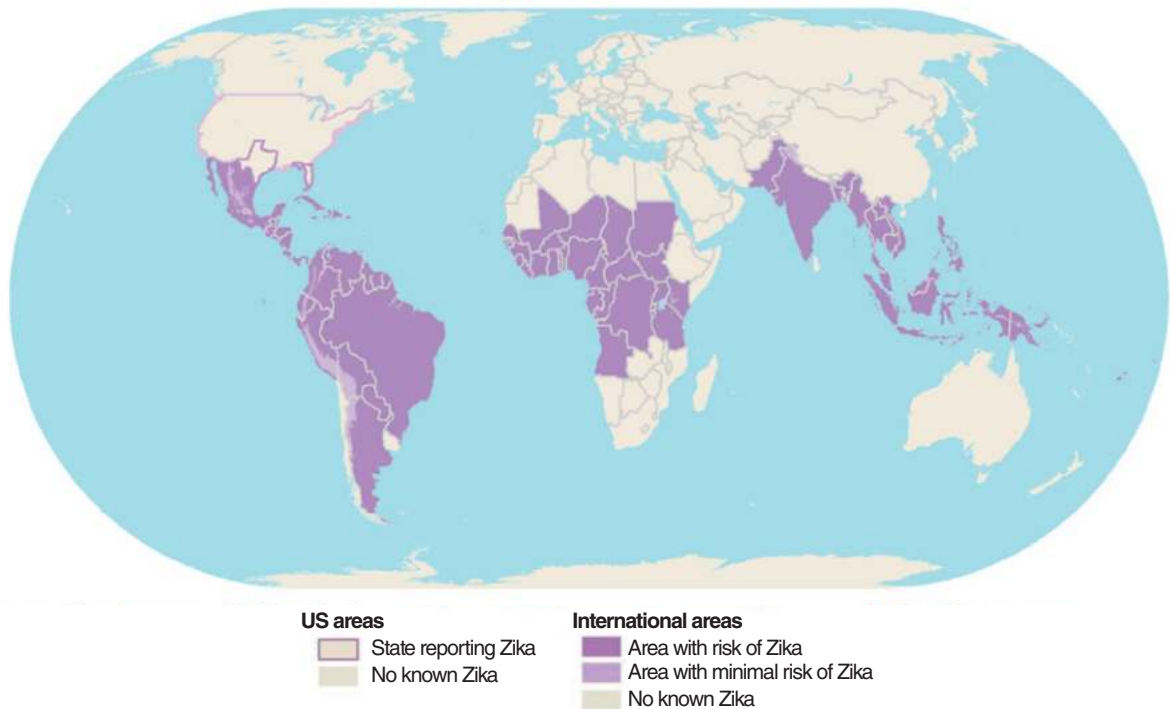 US areas
State reporting Zika
No known Zika
International areas
Area with risk of Zika
Area with minimal risk of Zika
No known Zika